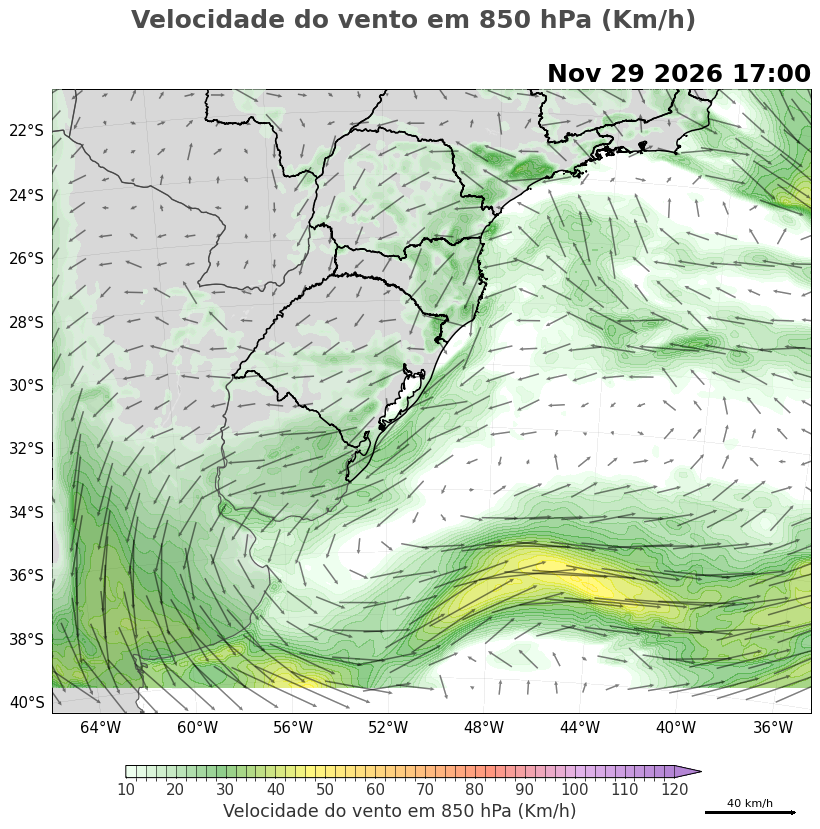 Velocidade do vento em 850 hPa (Km/h)
Nov 29 2026 17:00
22°S
24°S
26°S
28°S
30°S
32°S
34°S
36°S
38°S
40°S
64°W 60°W 56°W 52°W 48°W 44°W 40°W 36°W
10 20 30 40 50 60 70 80 90 100 110 120
Velocidade do vento em 850 hPa (Km/h)
40 km/h